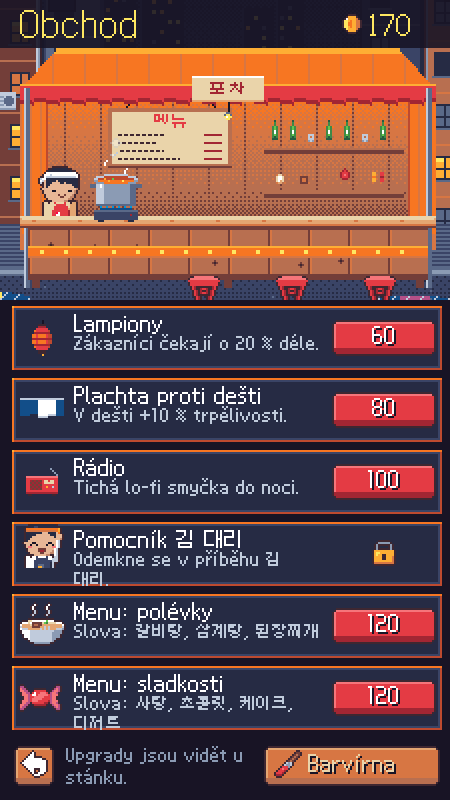 Obchod
170
포차
메뉴
Lampiony
Zákazníci čekají o 20 % déle.
60
Plachta proti dešti
V dešti +10 % trpělivosti.
80
Rádio
Tichá lo-fi smyčka do noci.
100
Pomocník 김 대리
Odemkne se v příběhu 김
대리.
Menu: polévky
Slova: 갈비탕, 삼계탕, 된장찌개
120
Menu: sladkosti
Slova: 사탕, 초콜릿, 케이크,
디저트
120
Upgrady jsou vidět u
stánku.
Barvírna